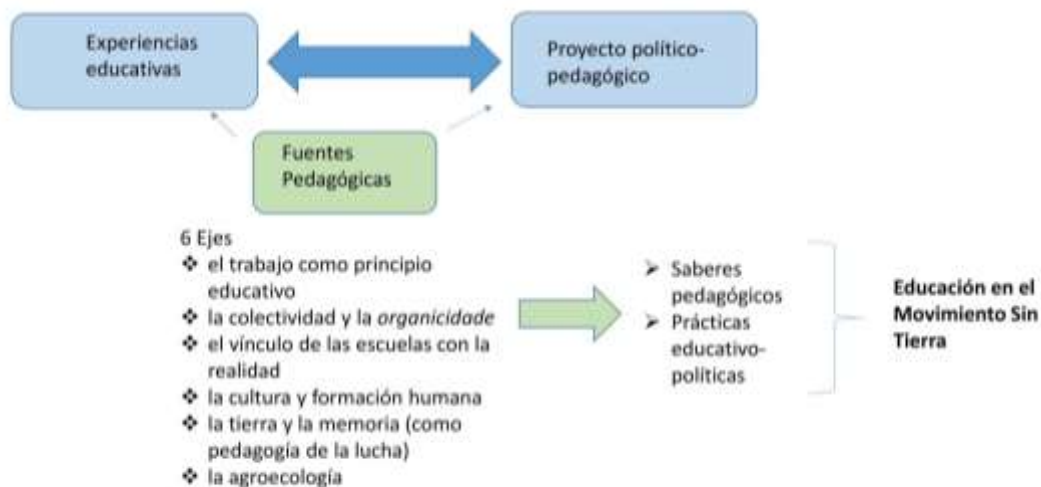 Experiencias
educativas
Proyecto político-
pedagógico
Fuentes
Pedagógicas
6 Ejes
❖ el trabajo como principio
educativo
❖ la colectividad y la organicidade
❖ el vínculo de las escuelas con la
realidad
❖ la cultura y formación humana
❖ la tierra y la memoria (como
pedagogía de la lucha)
❖ la agroecología
➢ Saberes
pedagógicos
➢ Prácticas
educativo-
políticas
Educación en el
Movimiento Sin
Tierra